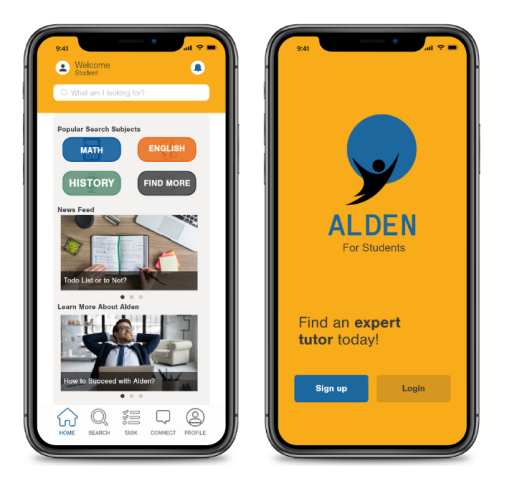 9:41
Welcome
Student
What am I looking for?
Popular Search Subjects
MATH
ENGLISH
HISTORY
FIND MORE
News Feed
Todo List or to Not?
Learn More About Alden
How to Succeed with Alden?
HOME
SEARCH
TASK
CONNECT
PROFILE
9:41
ALDEN
For Students
Find an expert
tutor today!
Sign up
Login